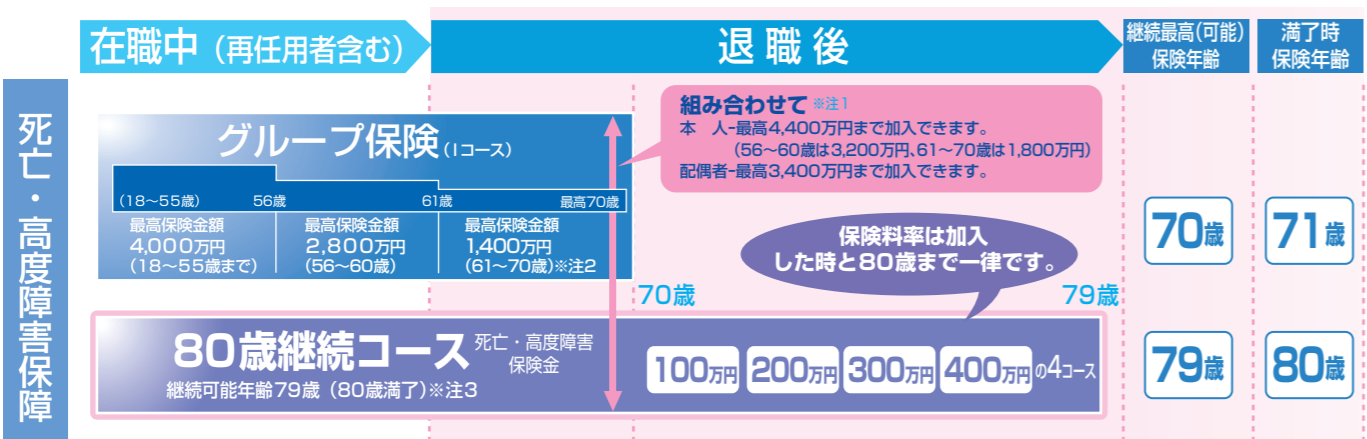 在職中（再任用者含む）
退職後
継続最高（可能）
保険年齢
満了時
保険年齢
死亡・高度障害保障
グループ保険（Iコース）
（18〜55歳）
56歳
61歳
最高70歳
最高保険金額
4,000万円
（18〜55歳まで）
最高保険金額
2,800万円
（56〜60歳）
最高保険金額
1,400万円
（61〜70歳）※注2
組み合わせて※注1
本　人-最高4,400万円まで加入できます。
（56〜60歳は3,200万円、61〜70歳は1,800万円）
配偶者-最高3,400万円まで加入できます。
保険料率は加入
した時と80歳まで一律です。
70歳
71歳
70歳
79歳
80歳継続コース
死亡・高度障害
保険金
継続可能年齢79歳（80歳満了）※注3
100万円 200万円 300万円 400万円の4コース
79歳
80歳